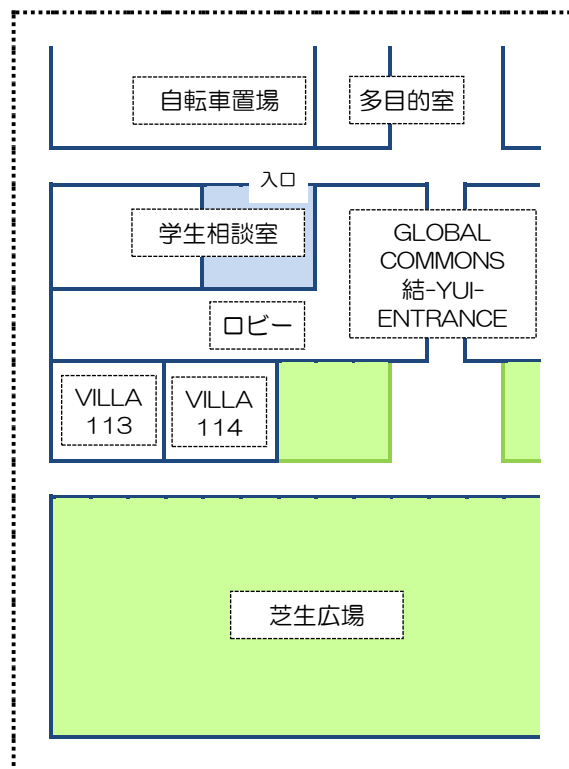 自転車置場
多目的室
入口
学生相談室
GLOBAL
COMMONS
結-YUI-
ENTRANCE
ロビー
VILLA
113
VILLA
114
芝生広場